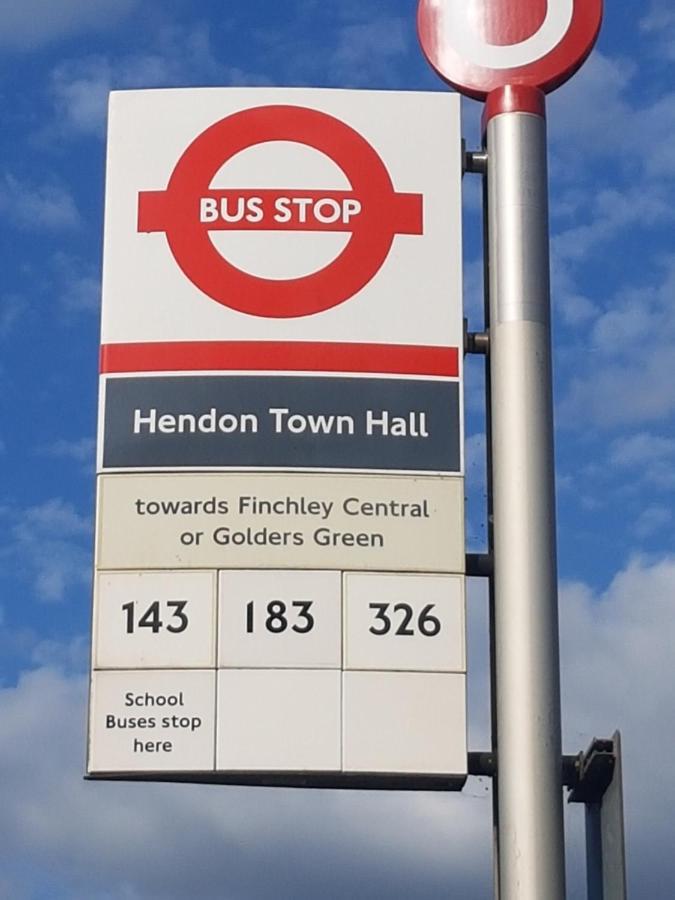 BUS STOP
Hendon Town Hall
towards Finchley Central
or Golders Green
143 183 326
School
Buses stop
here